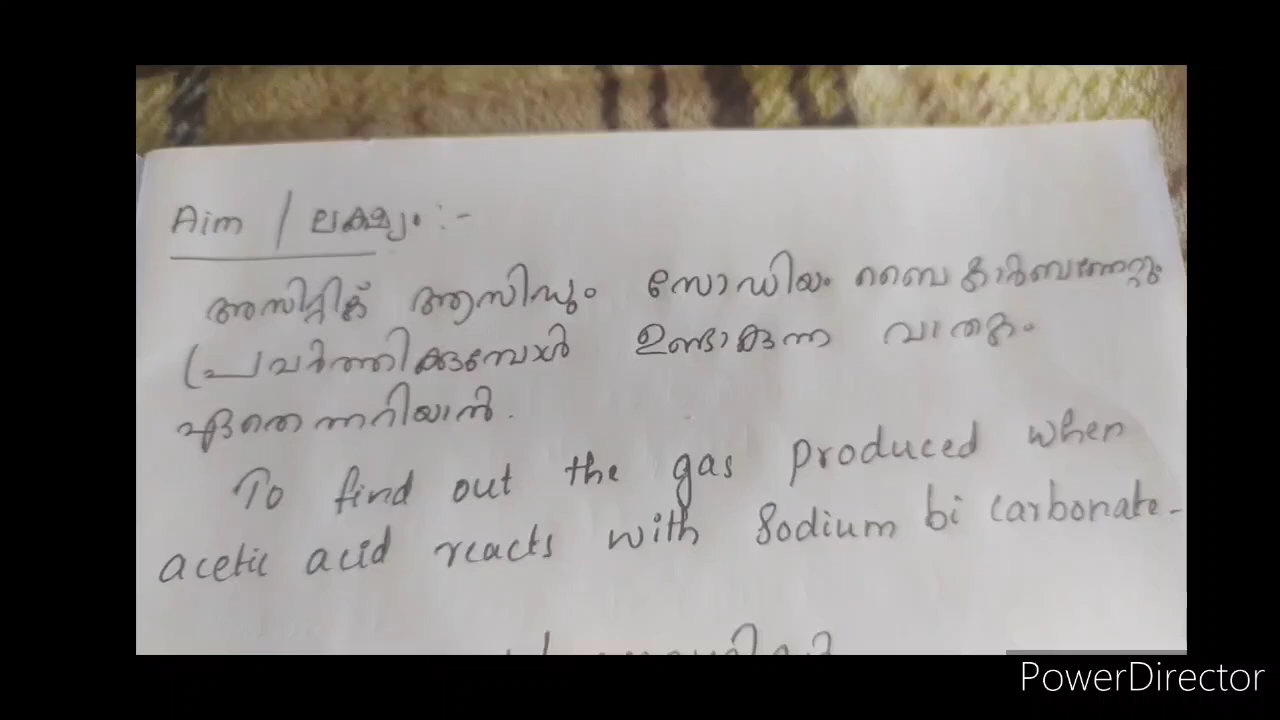 Aim / ലക്ഷ്യം :-
അസിറ്റിക് ആസിഡും സോഡിയം ബൈകാർബണേറ്റും
പ്രവർത്തിക്കുമ്പോൾ ഉണ്ടാകുന്ന വാതകം
ഏതെന്നറിയാൻ.
To find out the gas produced when
acetic acid reacts with Sodium bi carbonate-
PowerDirector